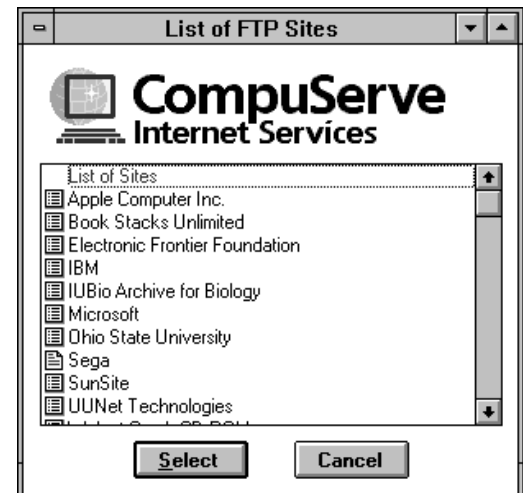 List of FTP Sites
CompuServe
Internet Services
List of Sites
Apple Computer Inc.
Book Stacks Unlimited
Electronic Frontier Foundation
IBM
IUBio Archive for Biology
Microsoft
Ohio State University
Sega
SunSite
UUNet Technologies
Select
Cancel